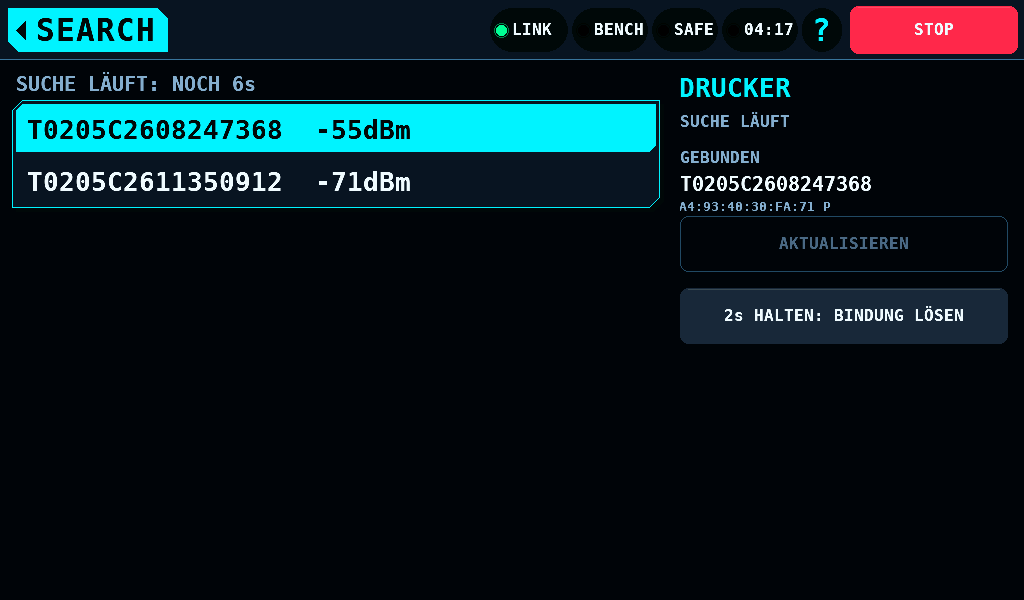 SEARCH
LINK
BENCH
SAFE
04:17
?
STOP
SUCHE LÄUFT: NOCH 6s
T0205C2608247368 -55dBm
T0205C2611350912 -71dBm
DRUCKER
SUCHE LÄUFT
GEBUNDEN
T0205C2608247368
A4:93:40:30:FA:71 P
AKTUALISIEREN
2s HALTEN: BINDUNG LÖSEN